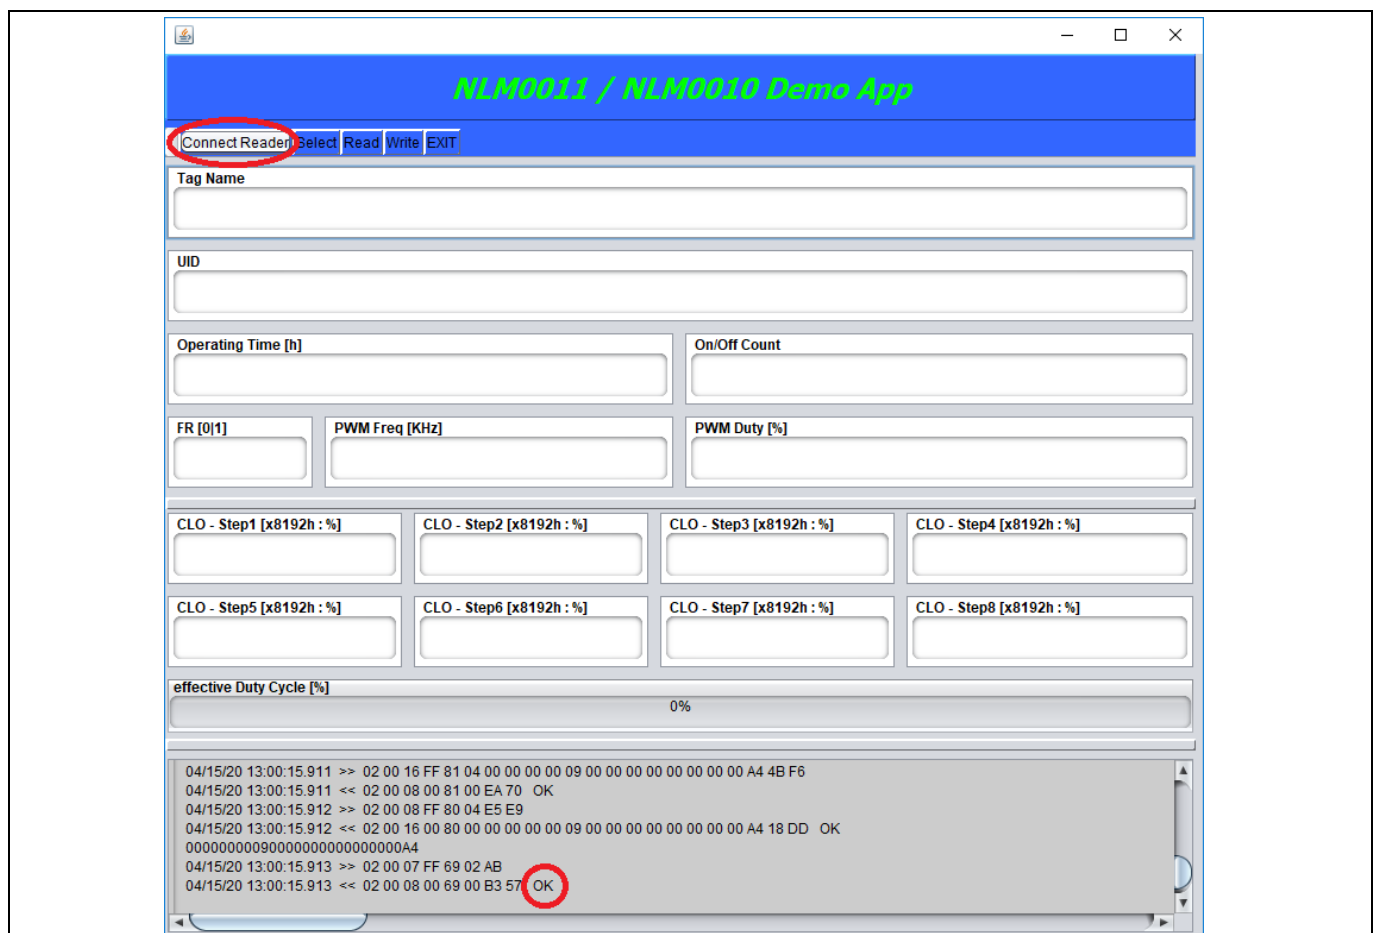 NLM0011 / NLM0010 Demo App
Connect Reader Select Read Write EXIT
Tag Name
UID
Operating Time [h] On/Off Count
FR [0|1] PWM Freq [KHz] PWM Duty [%]
CLO - Step1 [x8192h : %] CLO - Step2 [x8192h : %] CLO - Step3 [x8192h : %] CLO - Step4 [x8192h : %]
CLO - Step5 [x8192h : %] CLO - Step6 [x8192h : %] CLO - Step7 [x8192h : %] CLO - Step8 [x8192h : %]
effective Duty Cycle [%]
0%
04/15/20 13:00:15.911 >> 02 00 16 FF 81 04 00 00 00 00 09 00 00 00 00 00 00 00 00 A4 4B F6
04/15/20 13:00:15.911 << 02 00 08 00 81 00 EA 70 OK
04/15/20 13:00:15.912 >> 02 00 08 FF 80 04 E5 E9
04/15/20 13:00:15.912 << 02 00 16 00 80 00 00 00 00 00 09 00 00 00 00 00 00 00 00 A4 18 DD OK
00000000090000000000000000A4
04/15/20 13:00:15.913 >> 02 00 07 FF 69 02 AB
04/15/20 13:00:15.913 << 02 00 08 00 69 00 B3 57 OK